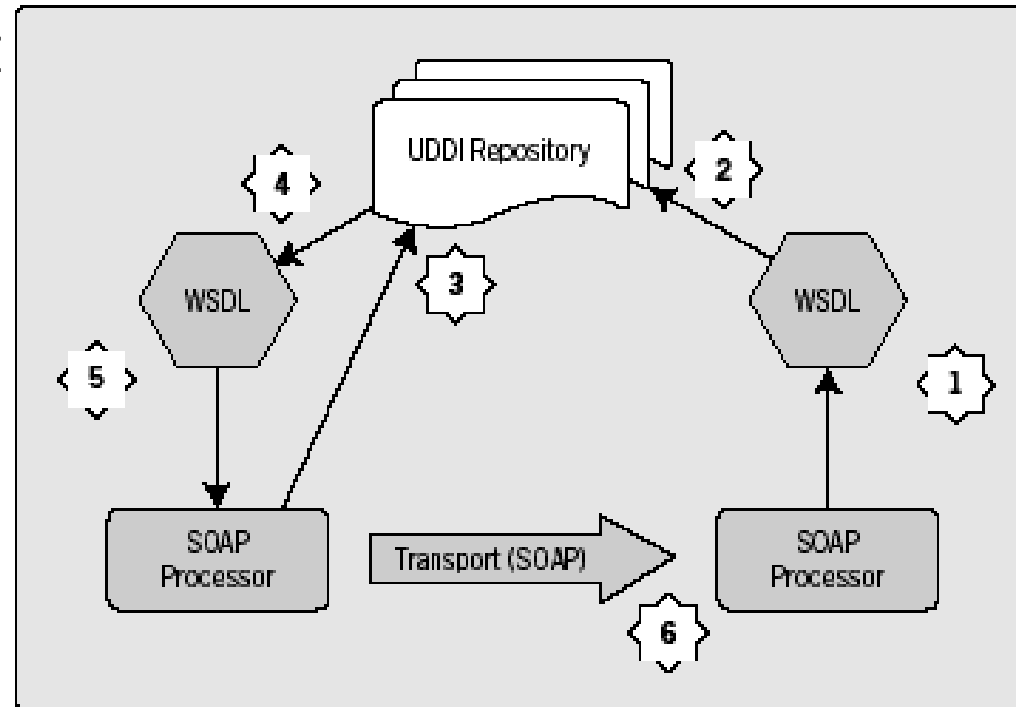 UDDI Repository
4
2
3
WSDL
WSDL
5
1
SOAP
Processor
Transport (SOAP)
SOAP
Processor
6